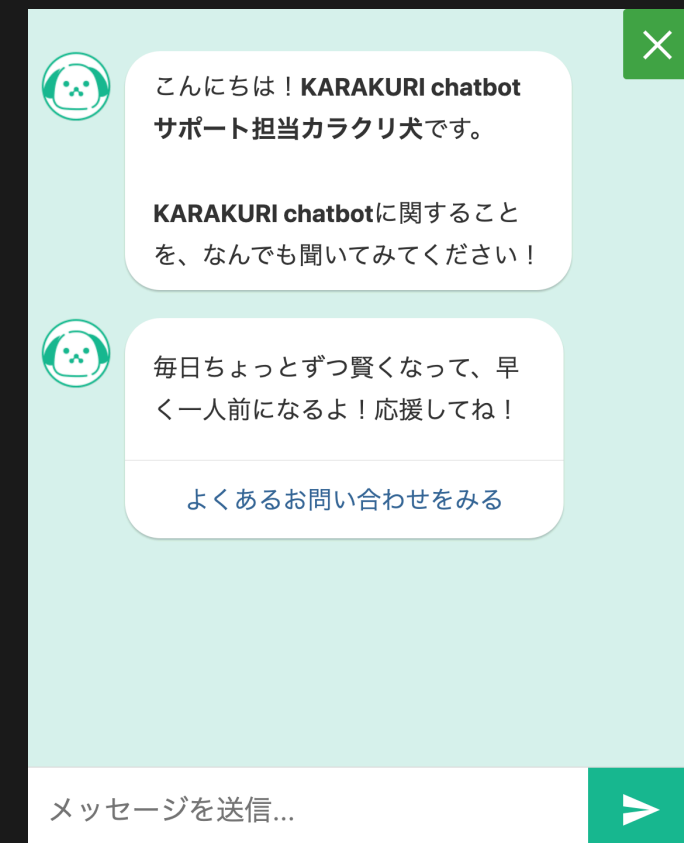 こんにちは！KARAKURI chatbot
サポート担当カラクリ犬です。
KARAKURI chatbotに関すること
を、なんでも聞いてみてください！
毎日ちょっとずつ賢くなって、早
く一人前になるよ！応援してね！
よくあるお問い合わせをみる
メッセージを送信...